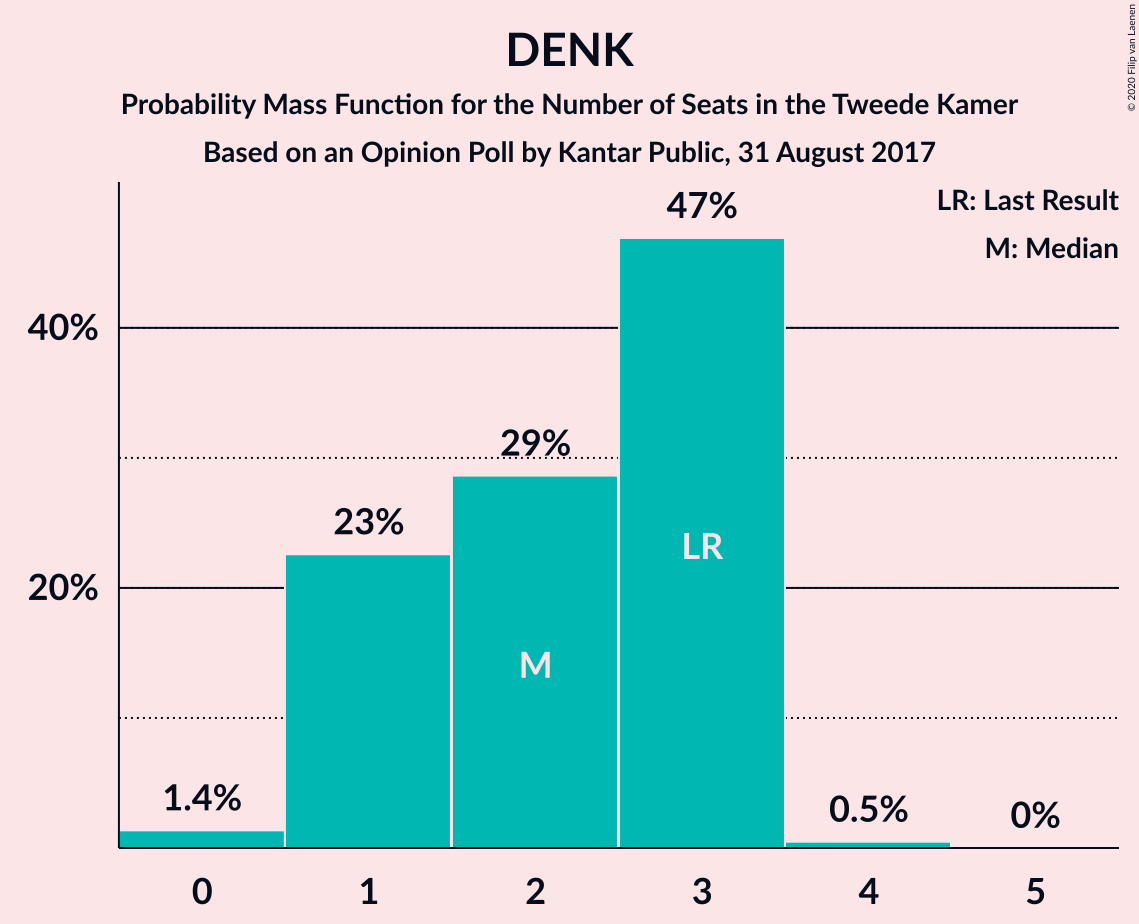 DENK
Probability Mass Function for the Number of Seats in the Tweede Kamer
Based on an Opinion Poll by Kantar Public, 31 August 2017
© 2020 Filip van Laenen
LR: Last Result
M: Median
47%
40%
29%
23%
LR
20%
M
1.4%
0.5%
0%
0 1 2 3 4 5